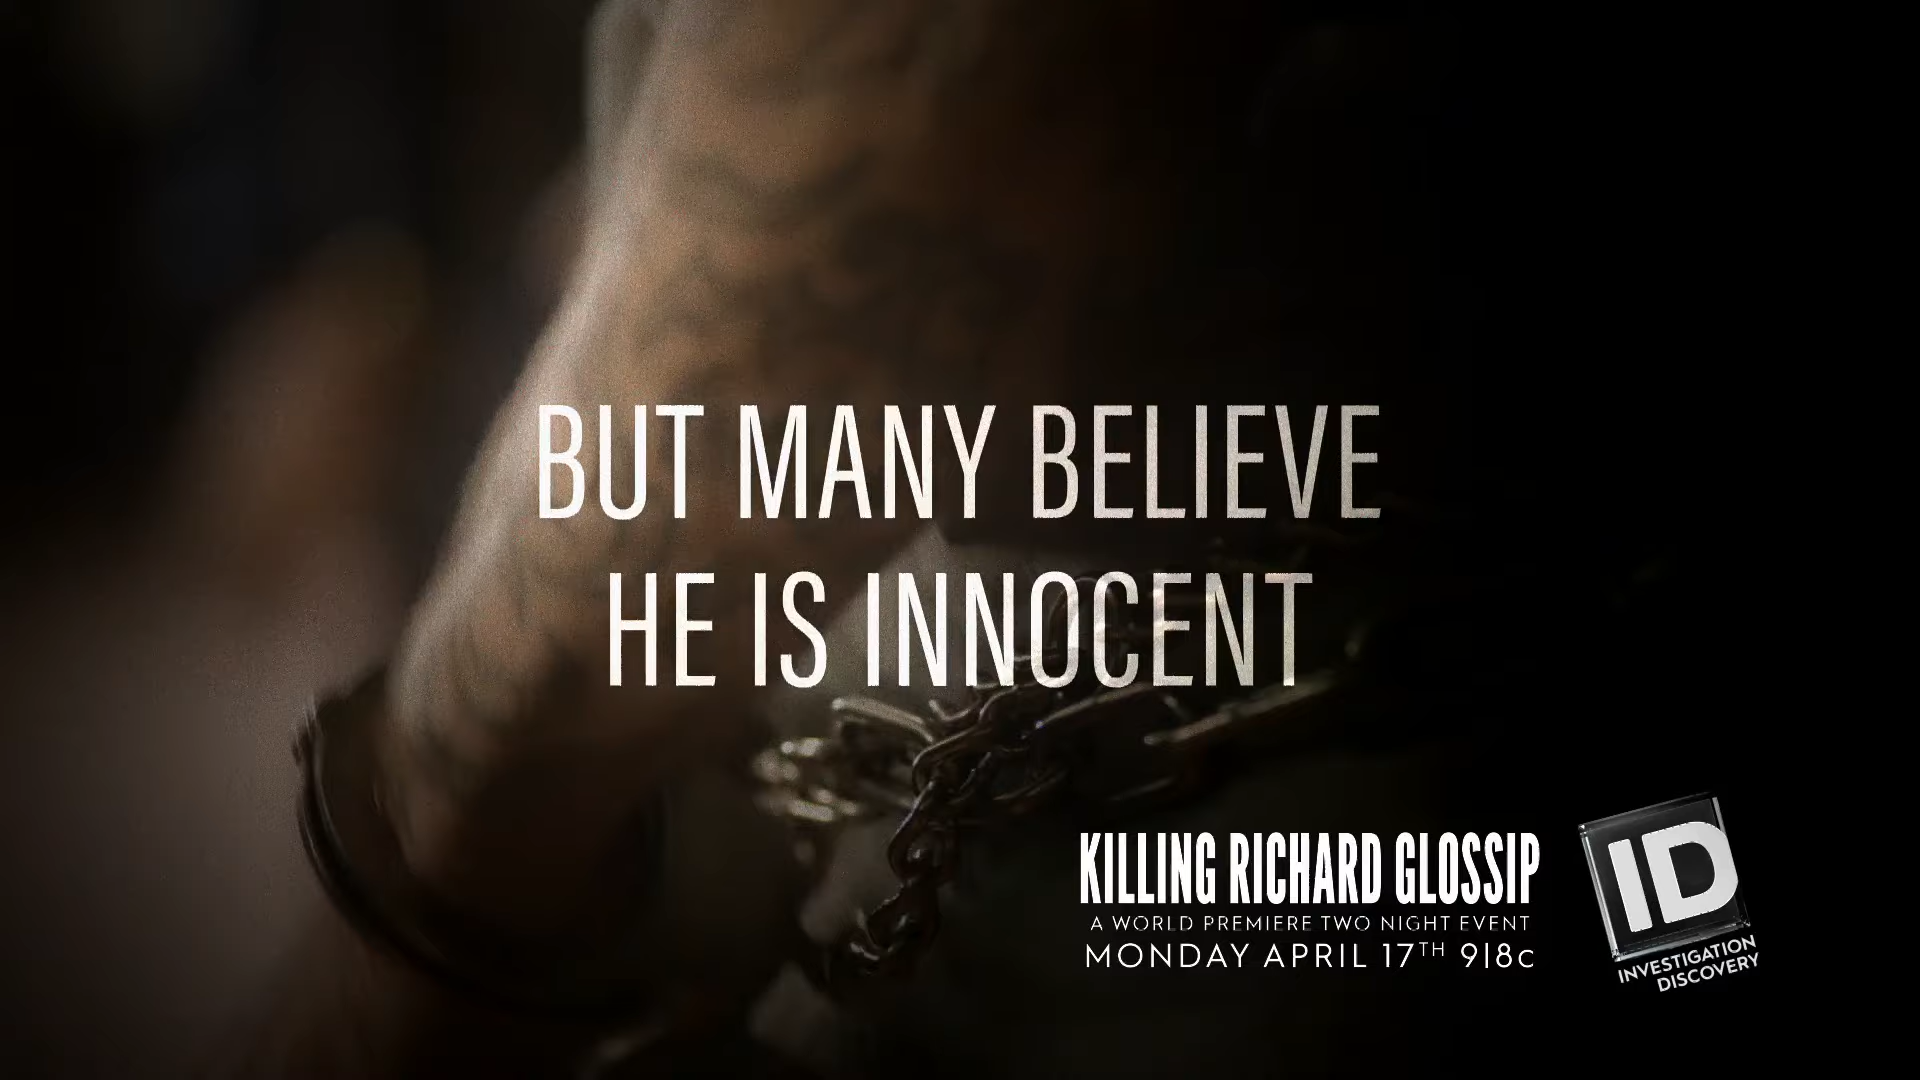 BUT MANY BELIEVE
HE IS INNOCENT
KILLING RICHARD GLOSSIP
A WORLD PREMIERE TWO NIGHT EVENT
MONDAY APRIL 17TH 9|8c
ID
INVESTIGATION
DISCOVERY